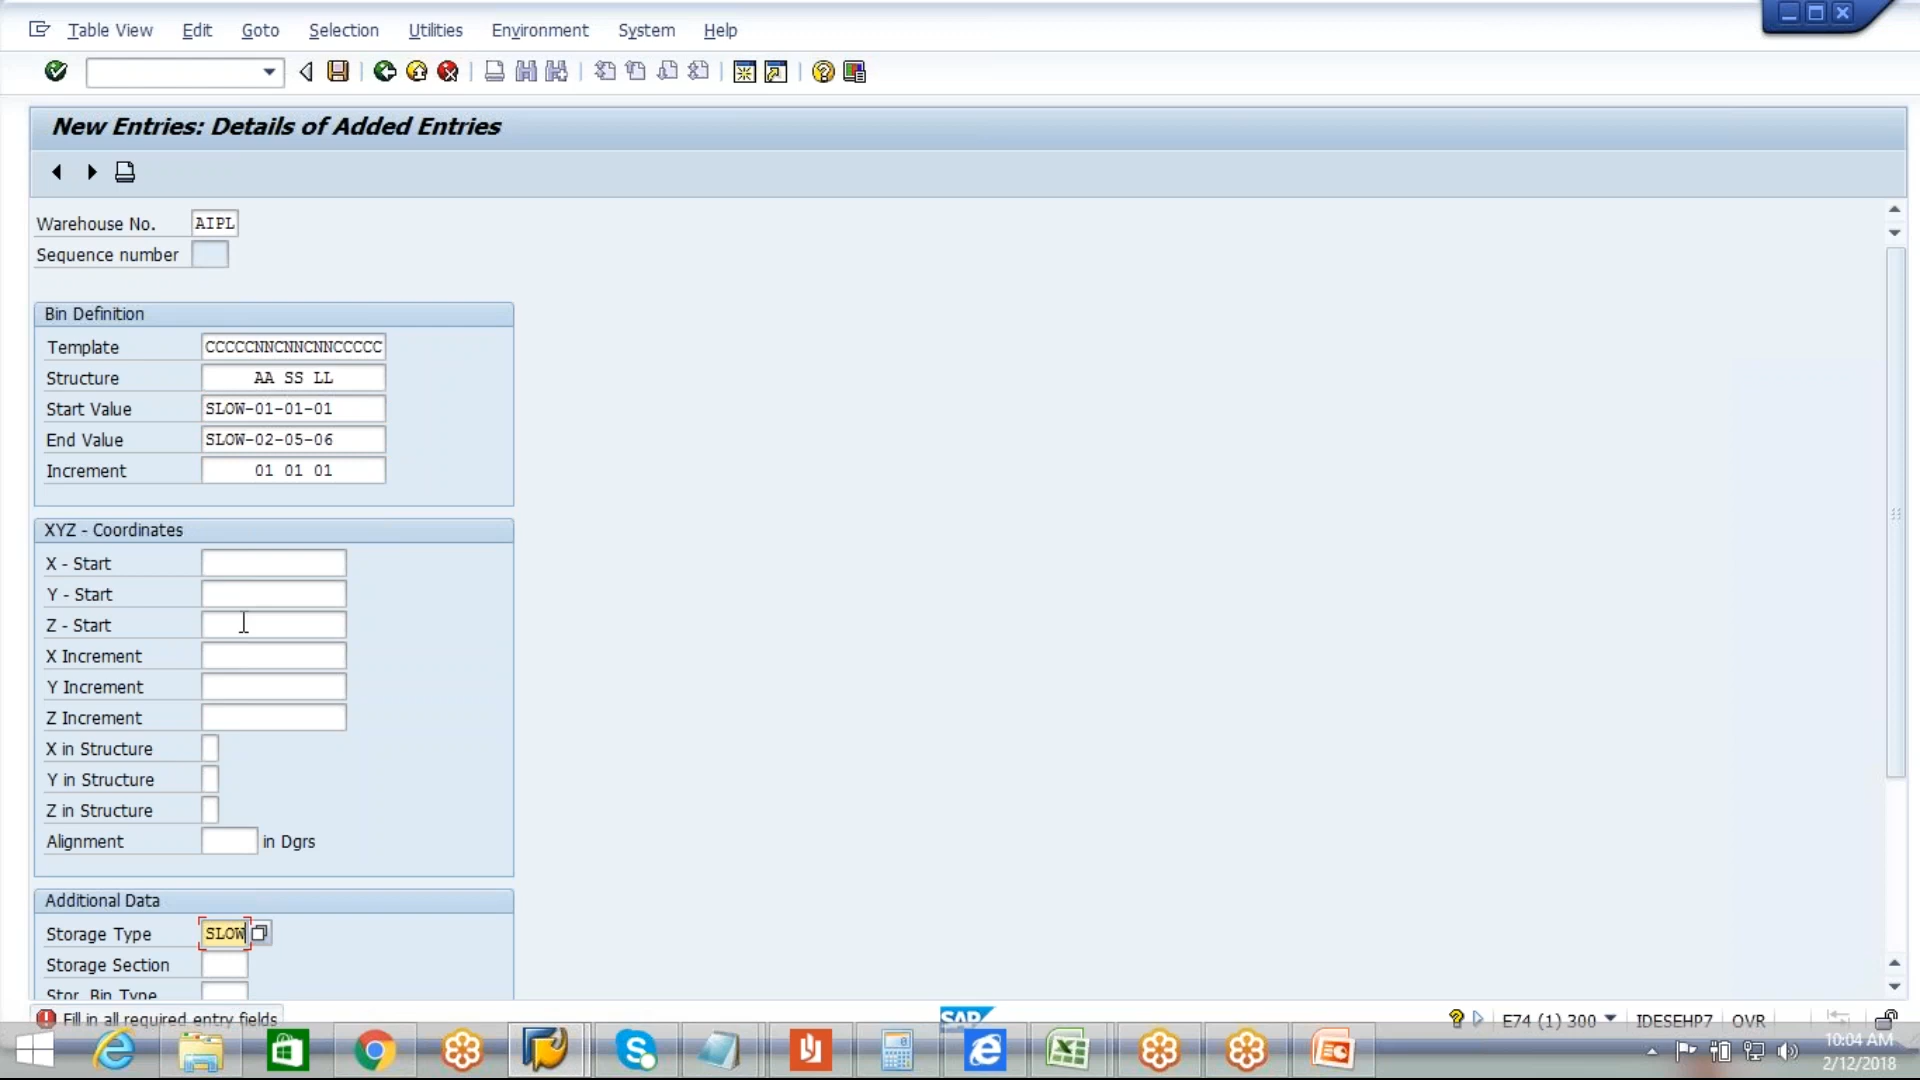 Table View Edit Goto Selection Utilities Environment System Help
New Entries: Details of Added Entries
Warehouse No. AIPL
Sequence number
Bin Definition
Template CCCCCNNCNNCNNCCCCC
Structure AA SS LL
Start Value SLOW-01-01-01
End Value SLOW-02-05-06
Increment 01 01 01
XYZ - Coordinates
X - Start
Y - Start
Z - Start
X Increment
Y Increment
Z Increment
X in Structure
Y in Structure
Z in Structure
Alignment in Dgrs
Additional Data
Storage Type SLOW
Storage Section
Stor. Bin Type
Fill in all required entry fields
SAP
E74 (1) 300 IDESEHP7 OVR
10:04 AM
2/12/2018